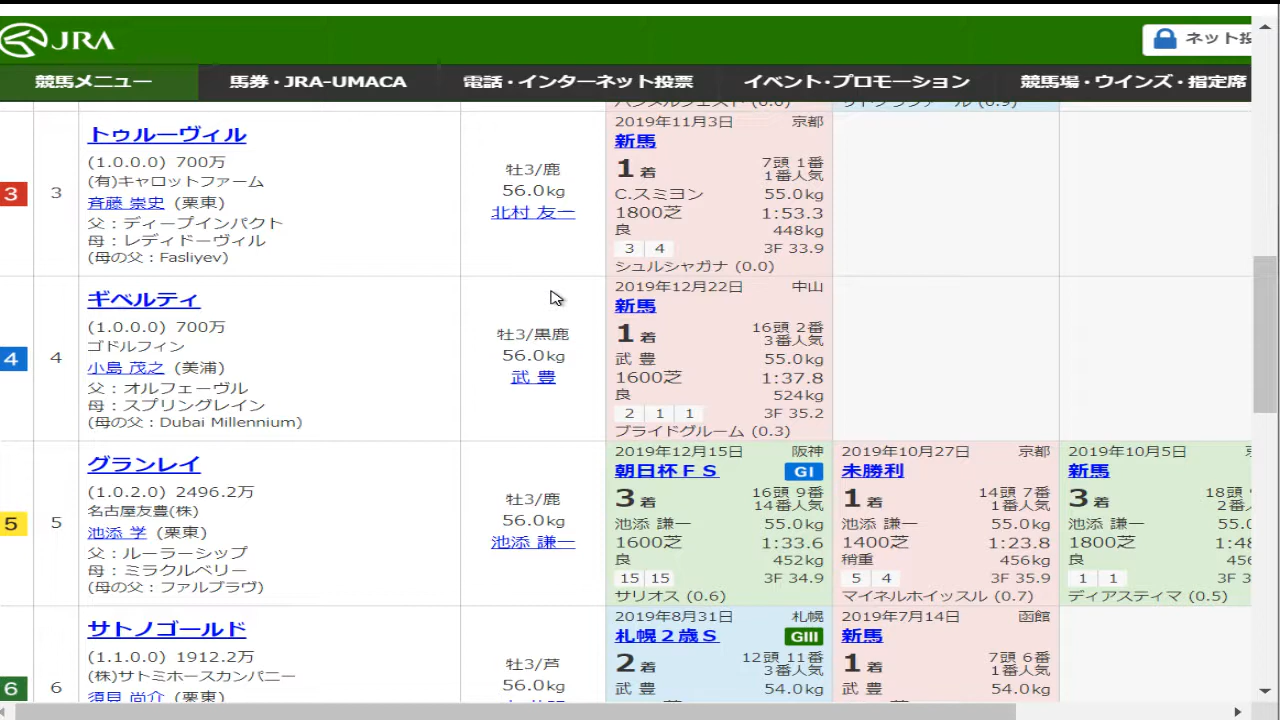 JRA
ネット投
競馬メニュー
馬券・JRA-UMACA
電話・インターネット投票
イベント・プロモーション
競馬場・ウインズ・指定席
3
3
トゥルーヴィル
(1.0.0.0) 700万
(有)キャロットファーム
斉藤 崇史 (栗東)
父：ディープインパクト
母：レディドーヴィル
(母の父：Fasliyev)
牡3/鹿
56.0kg
北村 友一
2019年11月3日 京都
新馬
1着 7頭 1番
1番人気
C.スミヨン 55.0kg
1800芝 1:53.3
良 448kg
3 4 3F 33.9
シュルシャガナ (0.0)
4
4
ギベルティ
(1.0.0.0) 700万
ゴドルフィン
小島 茂之 (美浦)
父：オルフェーヴル
母：スプリングレイン
(母の父：Dubai Millennium)
牡3/黒鹿
56.0kg
武 豊
2019年12月22日 中山
新馬
1着 16頭 2番
3番人気
武 豊 55.0kg
1600芝 1:37.8
良 524kg
2 1 1 3F 35.2
ブライドグルーム (0.3)
5
5
グランレイ
(1.0.2.0) 2496.2万
名古屋友豊(株)
池添 学 (栗東)
父：ルーラーシップ
母：ミラクルベリー
(母の父：ファルブラヴ)
牡3/鹿
56.0kg
池添 謙一
2019年12月15日 阪神
朝日杯ＦＳ GI
3着 16頭 9番
14番人気
池添 謙一 55.0kg
1600芝 1:33.6
良 452kg
15 15 3F 34.9
サリオス (0.6)
2019年10月27日 京都
未勝利
1着 14頭 7番
1番人気
池添 謙一 55.0kg
1400芝 1:23.8
稍重 456kg
5 4 3F 35.9
マイネルホイッスル (0.7)
2019年10月5日
新馬
3着 18頭
2番
池添 謙一 55.0
1800芝 1:4
良 45
1 1 3F 3
ディアスティマ (0.5)
6
6
サトノゴールド
(1.1.0.0) 1912.2万
(株)サトミホースカンパニー
須貝 尚介 (栗東)
牡3/芦
56.0kg
2019年8月31日 札幌
札幌２歳Ｓ GIII
2着 12頭 11番
3番人気
武 豊 54.0kg
2019年7月14日 函館
新馬
1着 7頭 6番
1番人気
武 豊 54.0kg